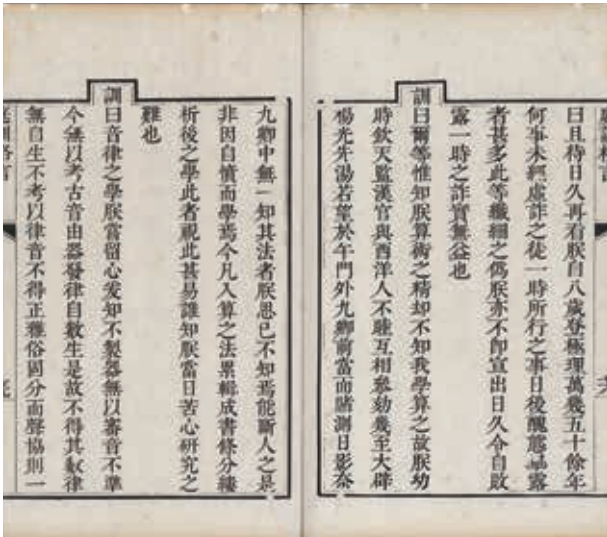 曰且待日久再看朕自八歲登極理萬幾五十餘年
何事未經虛詐之徒一時所行之事日後醜態畢露
者甚多此等纖細之偽朕亦不即宣出日久令自敗
露一時之詐實無益也
訓曰爾等惟知朕算術之精却不知我學算之故朕幼
時欽天監漢官與西洋人不睦互相參劾幾至大辟
楊光先湯若望於午門外九卿前當面賭測日影奈
九卿中無一知其法者朕思己不知焉能斷人之是
非因自憤而學焉今凡入算之法累輯成書條分縷
析後之學此者視此甚易誰知朕當日苦心研究之
難也
訓曰音律之學朕嘗留心爰知不製器無以審音不準
今無以考古音由器發律自數生是故不得其數律
無自生不考以律音不得正雅俗固分而聲協則一
庭訓格言